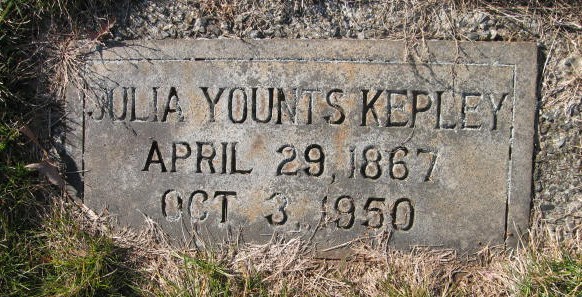 JULIA YOUNTS KEPLEY
APRIL 29, 1867
OCT 3, 1950